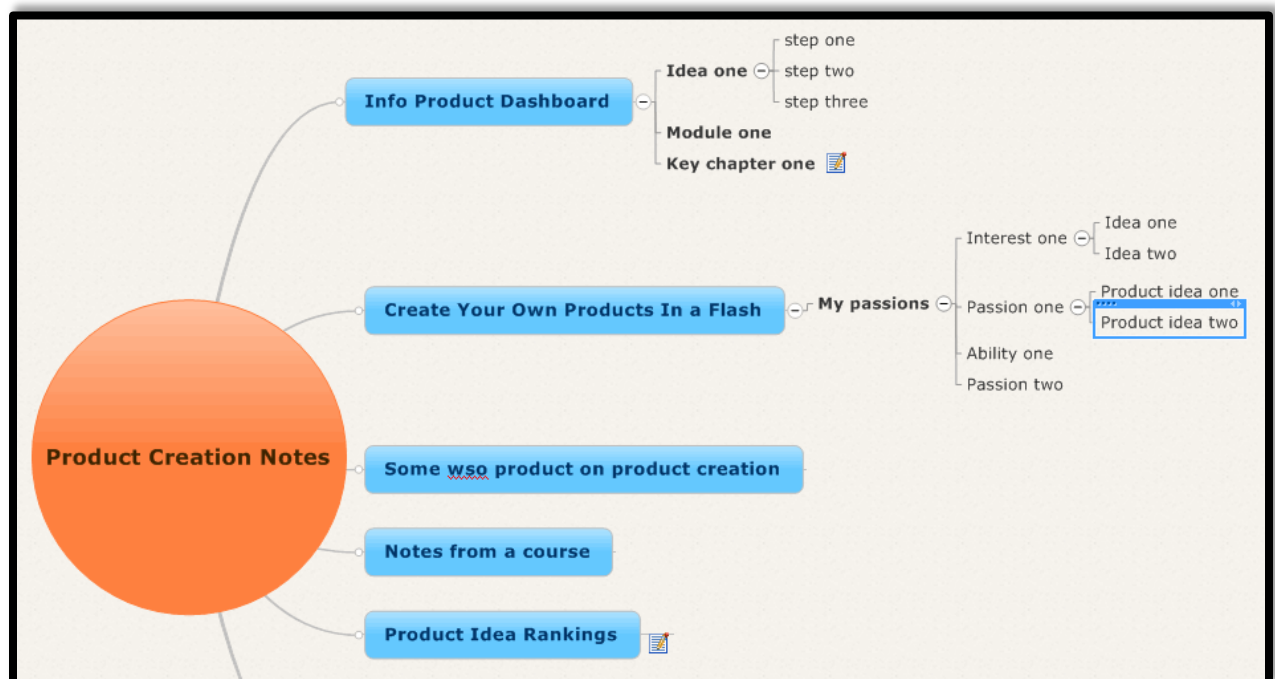 step one
Idea one
step two
Info Product Dashboard
step three
Module one
Key chapter one
Idea one
Interest one
Idea two
Product idea one
Create Your Own Products In a Flash
My passions
Passion one
Product idea two
Ability one
Passion two
Product Creation Notes
Some wso product on product creation
Notes from a course
Product Idea Rankings